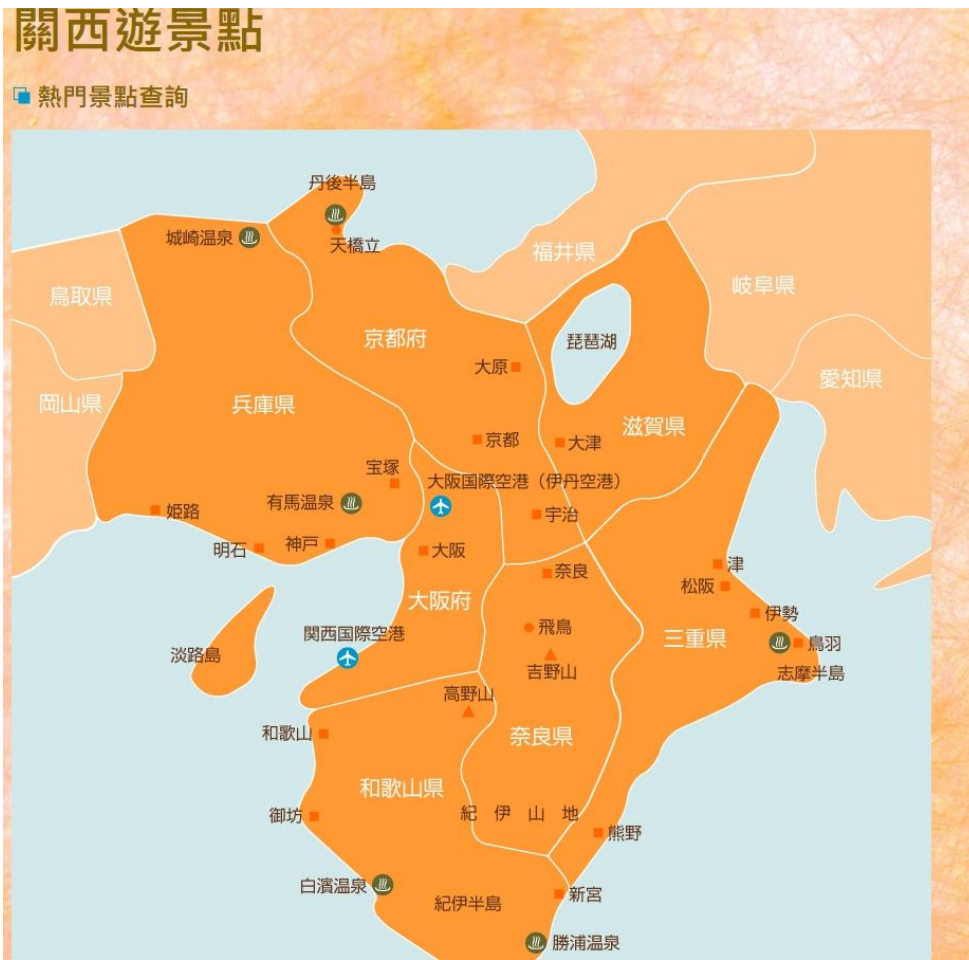 關西遊景點
熱門景點查詢
丹後半島
城崎温泉
天橋立
福井県
岐阜県
鳥取県
京都府
琵琶湖
大原
愛知県
岡山県
兵庫県
滋賀県
京都
大津
宝塚
大阪国際空港（伊丹空港）
有馬温泉
姫路
宇治
明石
神戸
大阪
津
奈良
松阪
大阪府
伊勢
飛鳥
関西国際空港
三重県
鳥羽
淡路島
吉野山
志摩半島
高野山
和歌山
奈良県
和歌山県
御坊
紀伊山地
熊野
白濱温泉
紀伊半島
新宮
勝浦温泉